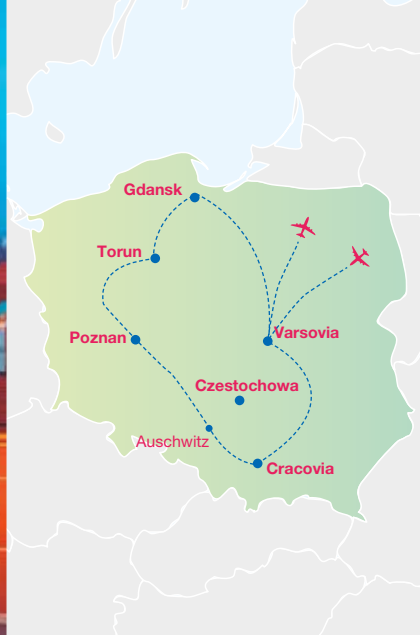 Gdansk
Torun
Poznan
Varsovia
Czestochowa
Auschwitz
Cracovia